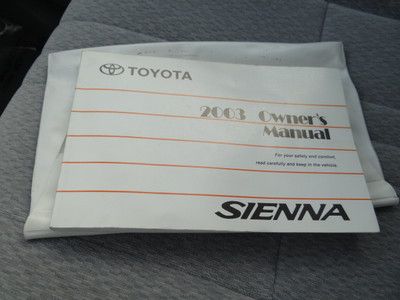 TOYOTA
2003 Owner's
Manual
For your safety and comfort,
read carefully and keep in the vehicle.
SIENNA